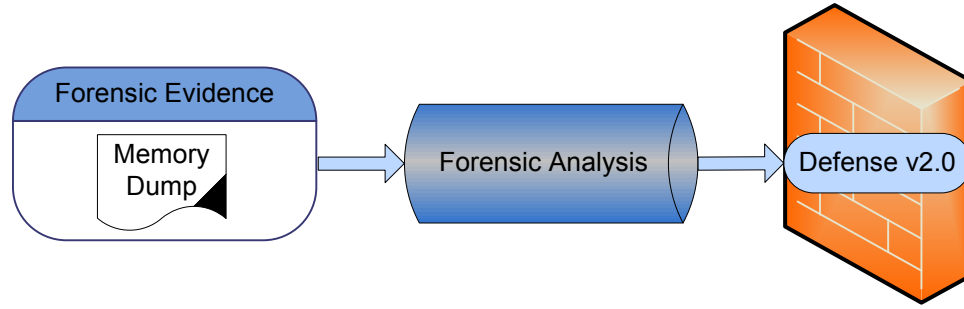 Forensic Evidence
Memory
Dump
Forensic Analysis
Defense v2.0